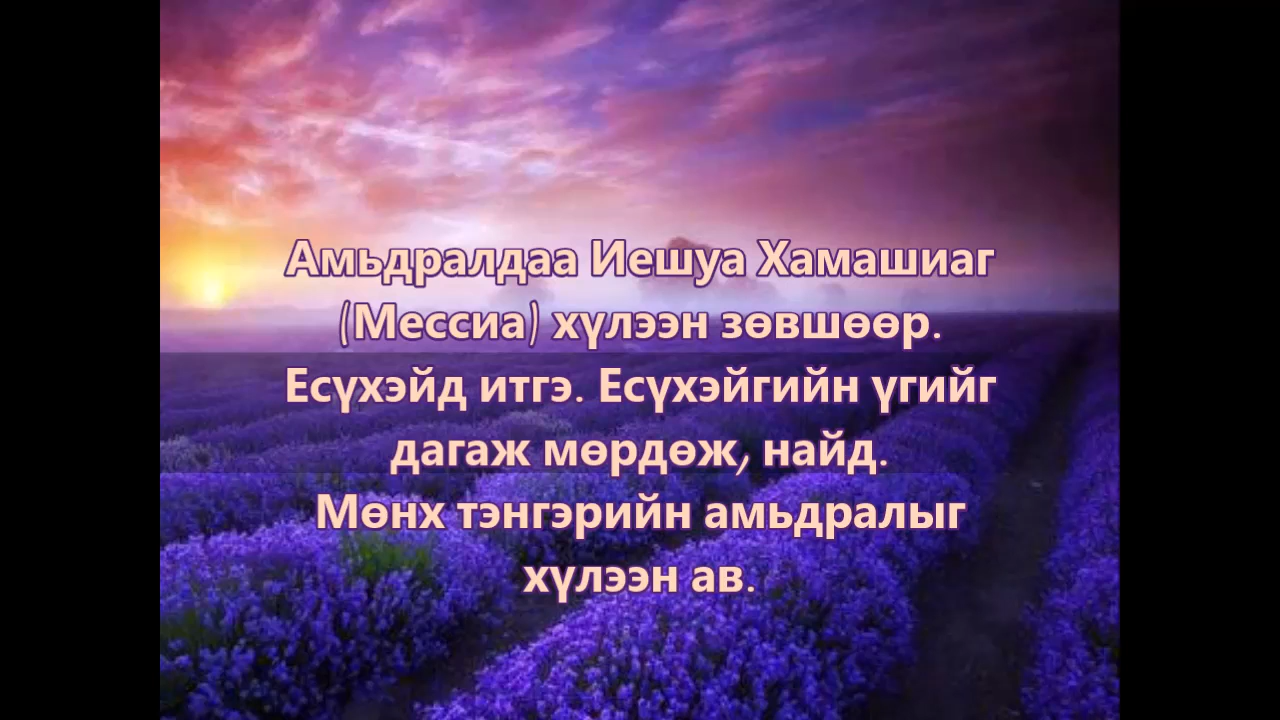 Амьдралдаа Иешуа Хамашиаг
(Мессиа) хүлээн зөвшөөр.
Есүхэйд итгэ. Есүхэйгийн үгийг
дагаж мөрдөж, найд.
Мөнх тэнгэрийн амьдралыг
хүлээн ав.